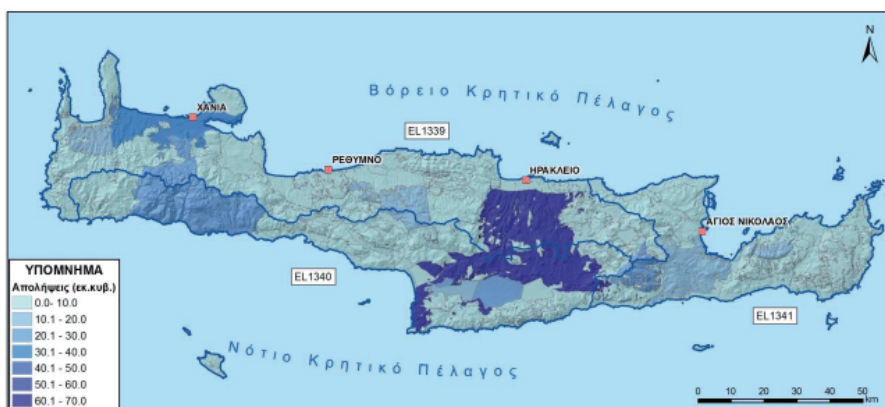 N
Βόρειο Κρητικό Πέλαγος
ΧΑΝΙΑ
EL1339
ΡΕΘΥΜΝΟ
ΗΡΑΚΛΕΙΟ
ΑΓΙΟΣ ΝΙΚΟΛΑΟΣ
EL1340
EL1341
Νότιο Κρητικό Πέλαγος
ΥΠΟΜΝΗΜΑ
Απολήψεις (εκ.κυβ.)
0.0- 10.0
10.1 - 20.0
20.1 - 30.0
30.1 - 40.0
40.1 - 50.0
50.1 - 60.0
60.1 - 70.0
0 10 20 30 40 50
km